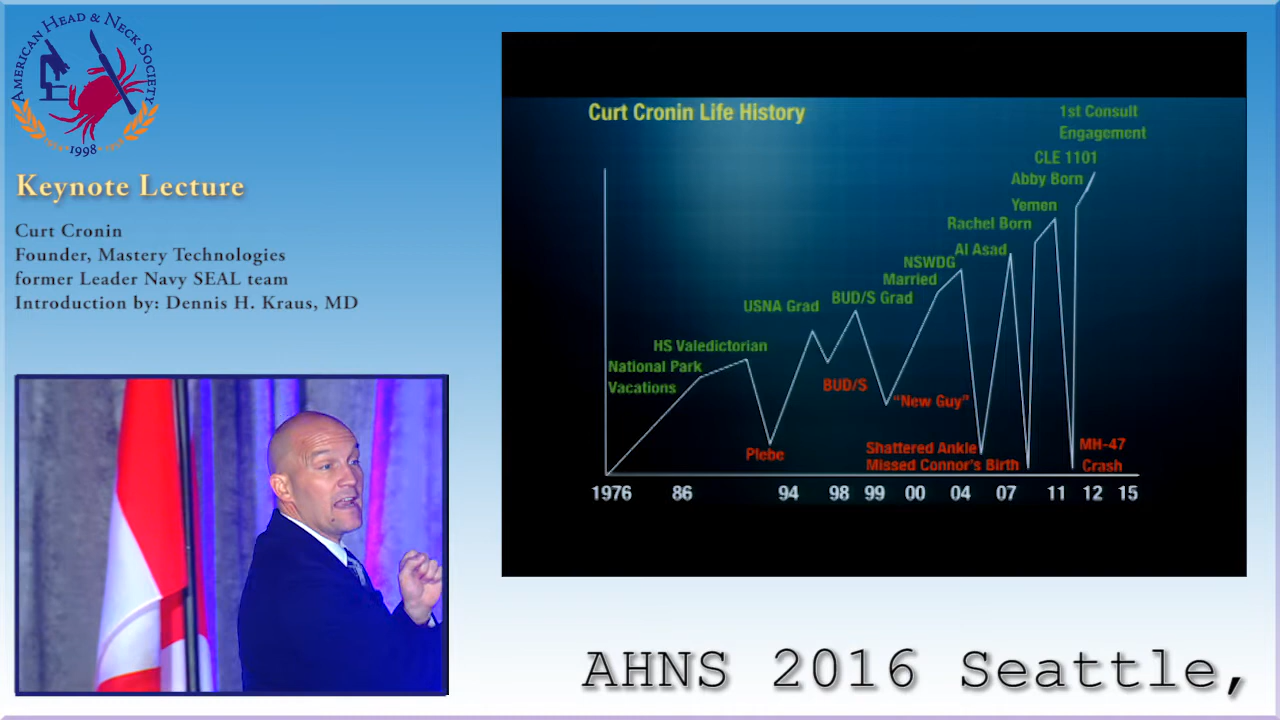 AMERICAN HEAD & NECK SOCIETY
1998
Keynote Lecture
Curt Cronin
Founder, Mastery Technologies
former Leader Navy SEAL team
Introduction by: Dennis H. Kraus, MD
Curt Cronin Life History
1st Consult
Engagement
CLE 1101
Abby Born
Yemen
Rachel Born
Al Asad
NSWDG
Married
BUD/S Grad
USNA Grad
HS Valedictorian
National Park
Vacations
BUD/S
"New Guy"
Plebe
Shattered Ankle
Missed Connor's Birth
MH-47
Crash
1976 86 94 98 99 00 04 07 11 12 15
AHNS 2016 Seattle,